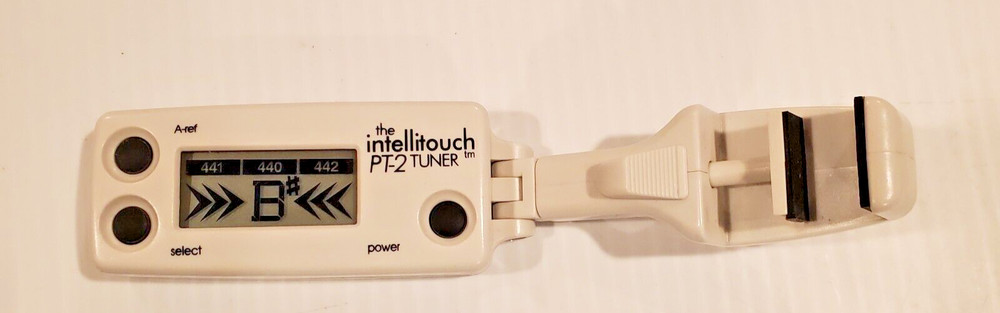 A-ref
the
intellitouch
PT-2 TUNER tm
441 440 442
B#
select
power